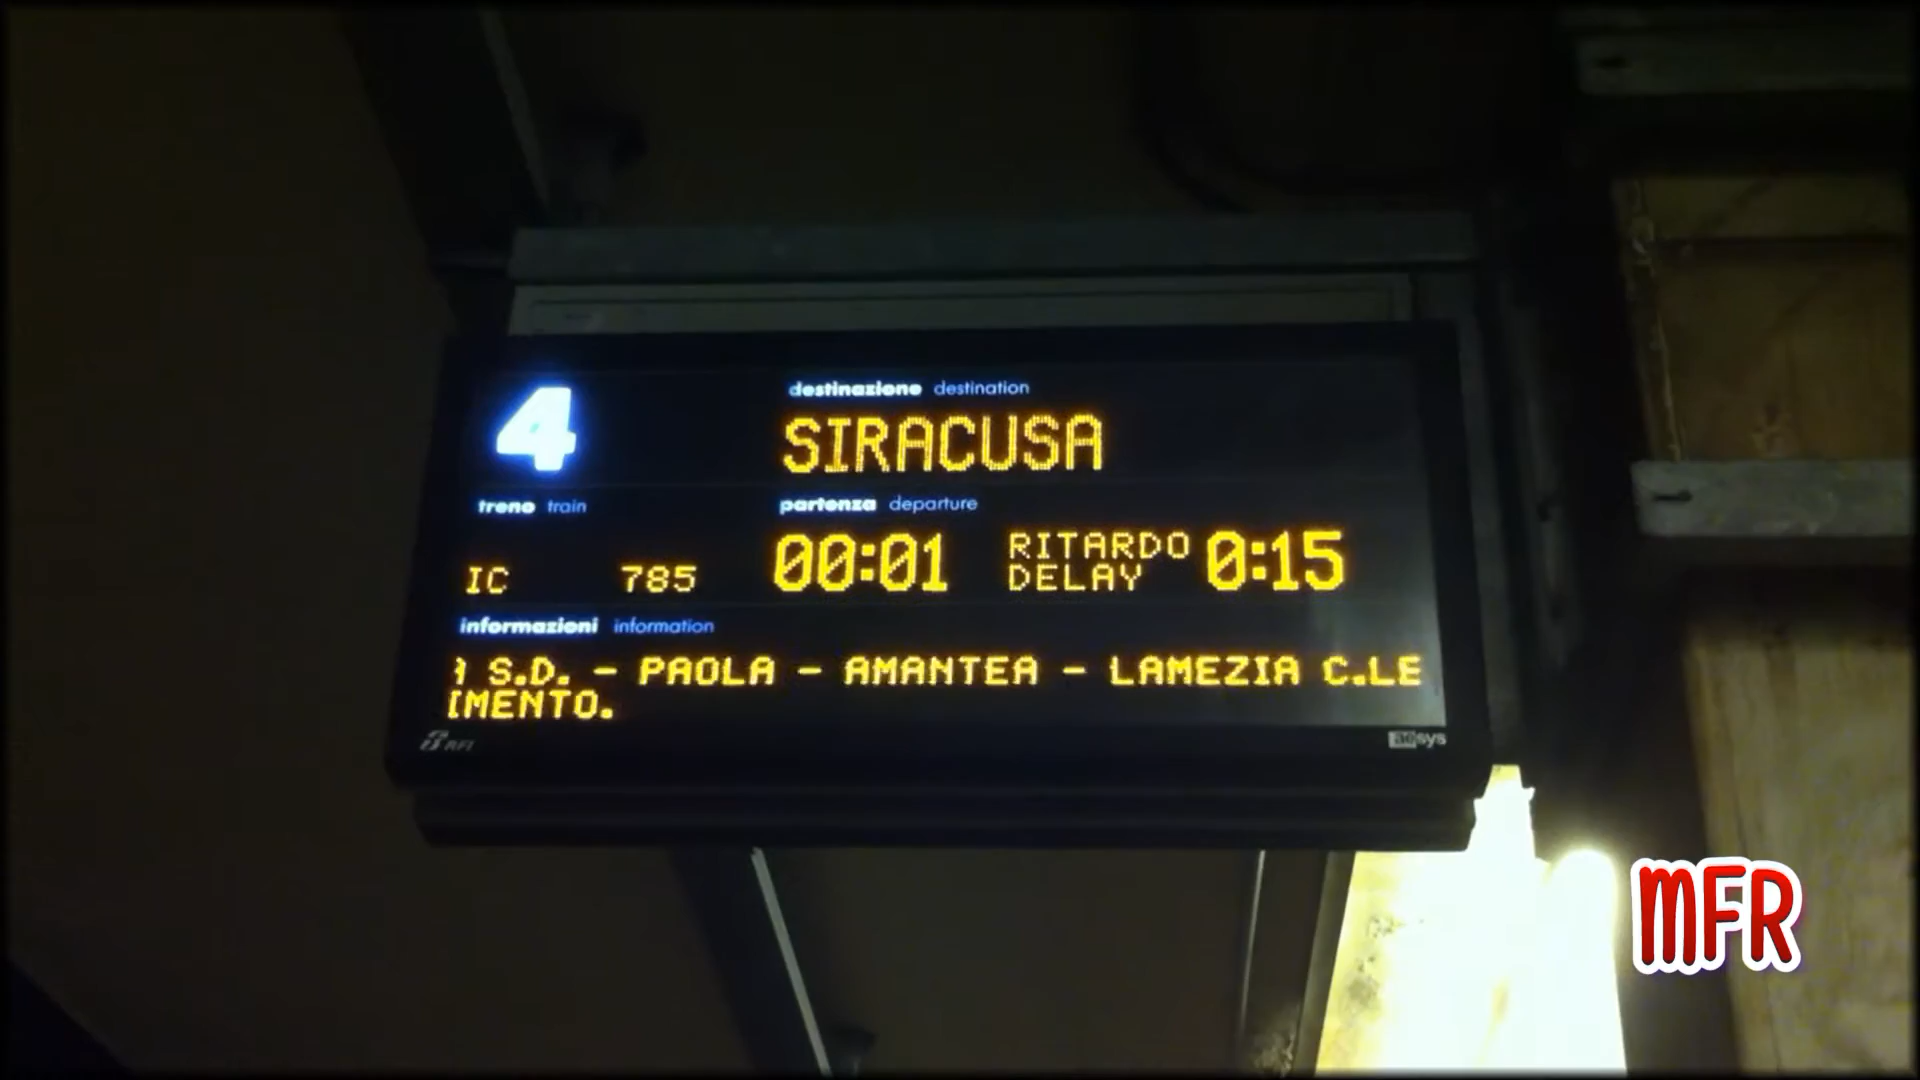 4
destinazione destination
SIRACUSA
treno train
partenza departure
IC 785
00:01
RITARDO
DELAY
0:15
informazioni information
S.D. - PAOLA - AMANTEA - LAMEZIA C.LE
IMENTO.
RFI
aesys
MFR